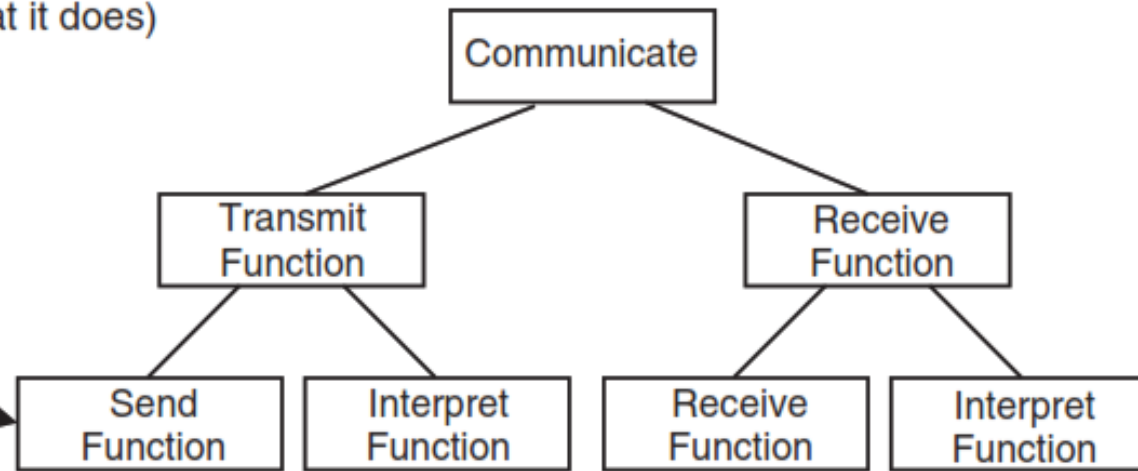 at it does)
Communicate
Transmit
Function
Receive
Function
Send
Function
Interpret
Function
Receive
Function
Interpret
Function